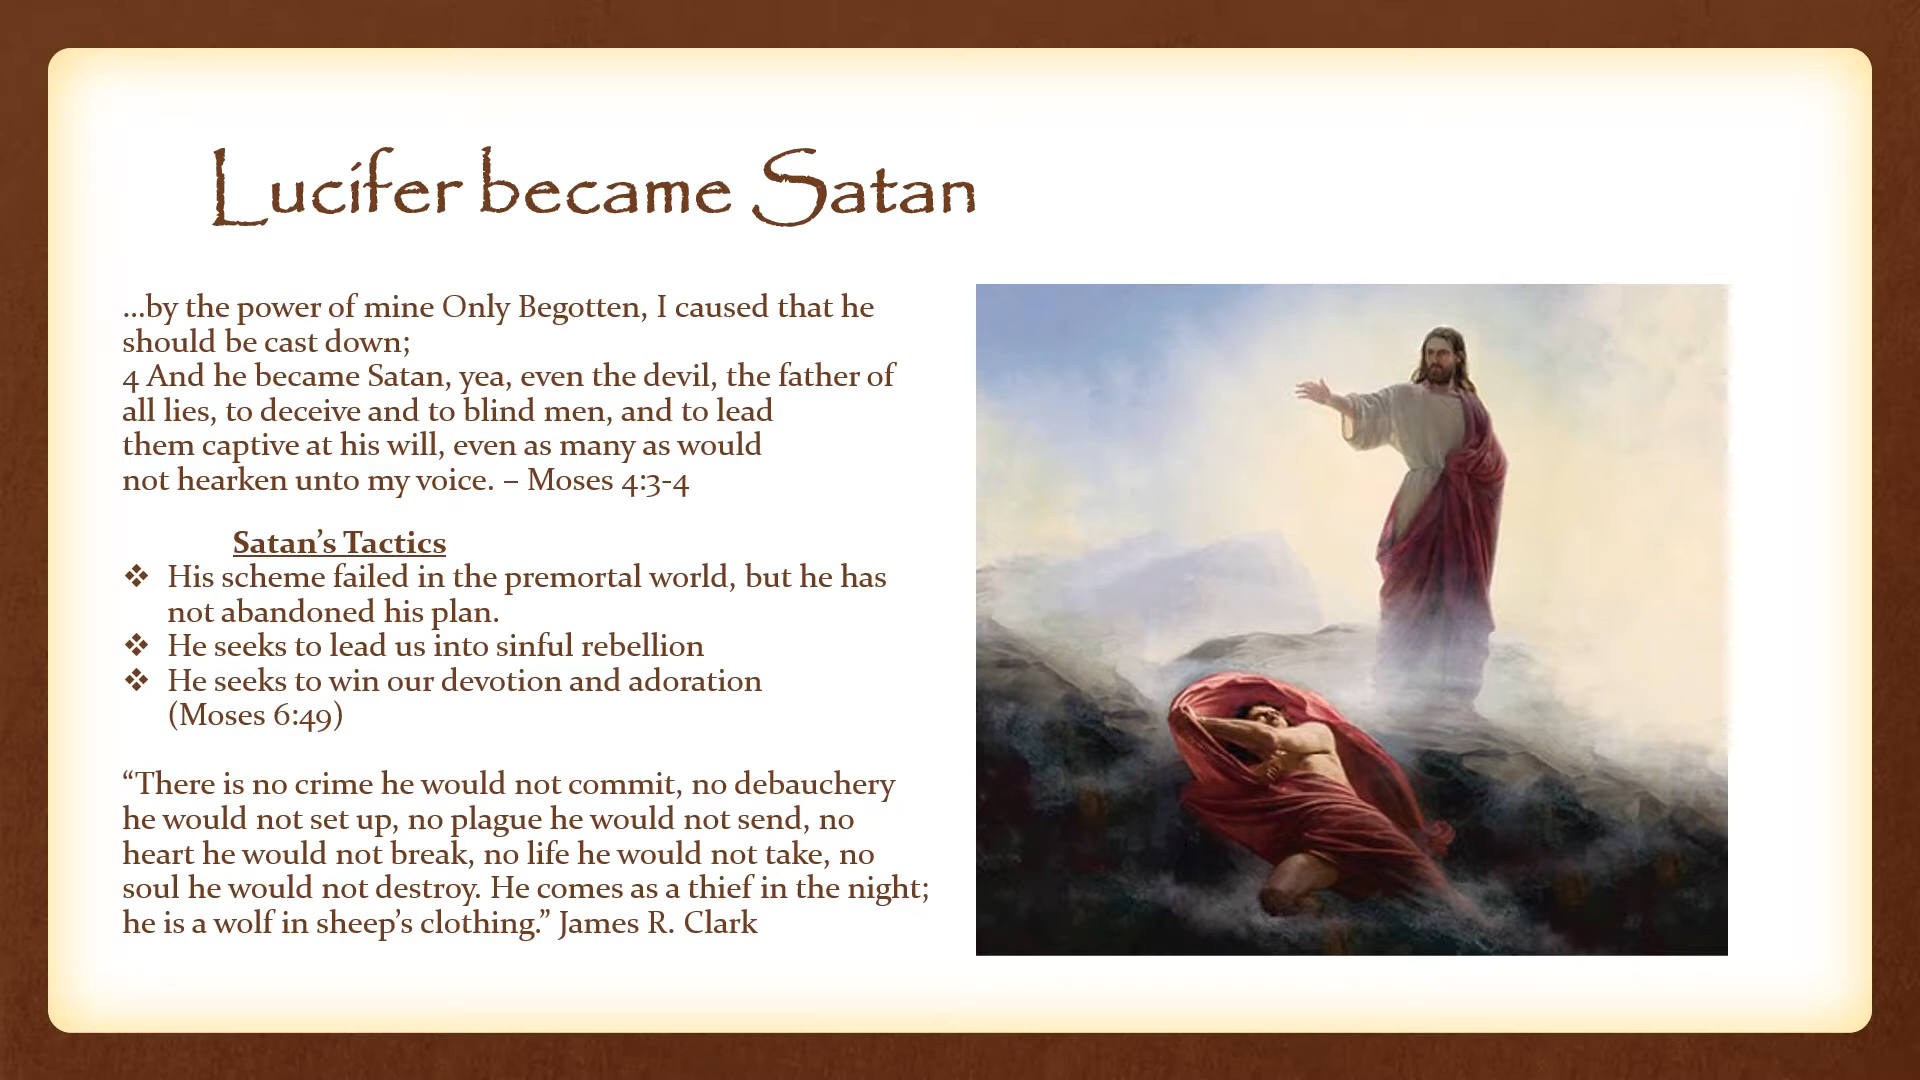 Lucifer became Satan
...by the power of mine Only Begotten, I caused that he
should be cast down;
4 And he became Satan, yea, even the devil, the father of
all lies, to deceive and to blind men, and to lead
them captive at his will, even as many as would
not hearken unto my voice. – Moses 4:3-4
Satan’s Tactics
❖ His scheme failed in the premortal world, but he has
not abandoned his plan.
❖ He seeks to lead us into sinful rebellion
❖ He seeks to win our devotion and adoration
(Moses 6:49)
“There is no crime he would not commit, no debauchery
he would not set up, no plague he would not send, no
heart he would not break, no life he would not take, no
soul he would not destroy. He comes as a thief in the night;
he is a wolf in sheep’s clothing.” James R. Clark